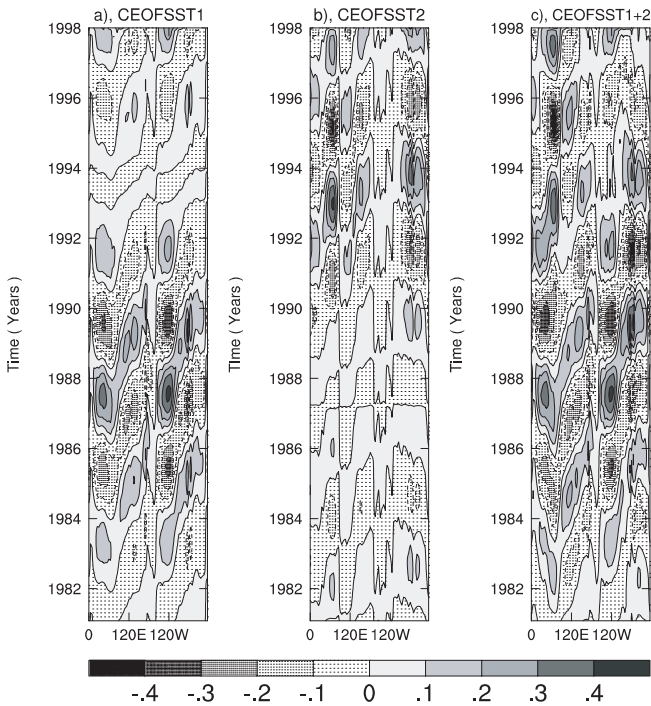 a), CEOFSST1
b), CEOFSST2
c), CEOFSST1+2
1998
1996
1994
1992
1990
1988
1986
1984
1982
Time ( Years )
0 120E 120W
1998
1996
1994
1992
1990
1988
1986
1984
1982
Time ( Years )
0 120E 120W
1998
1996
1994
1992
1990
1988
1986
1984
1982
Time ( Years )
0 120E 120W
-.4 -.3 -.2 -.1 0 .1 .2 .3 .4